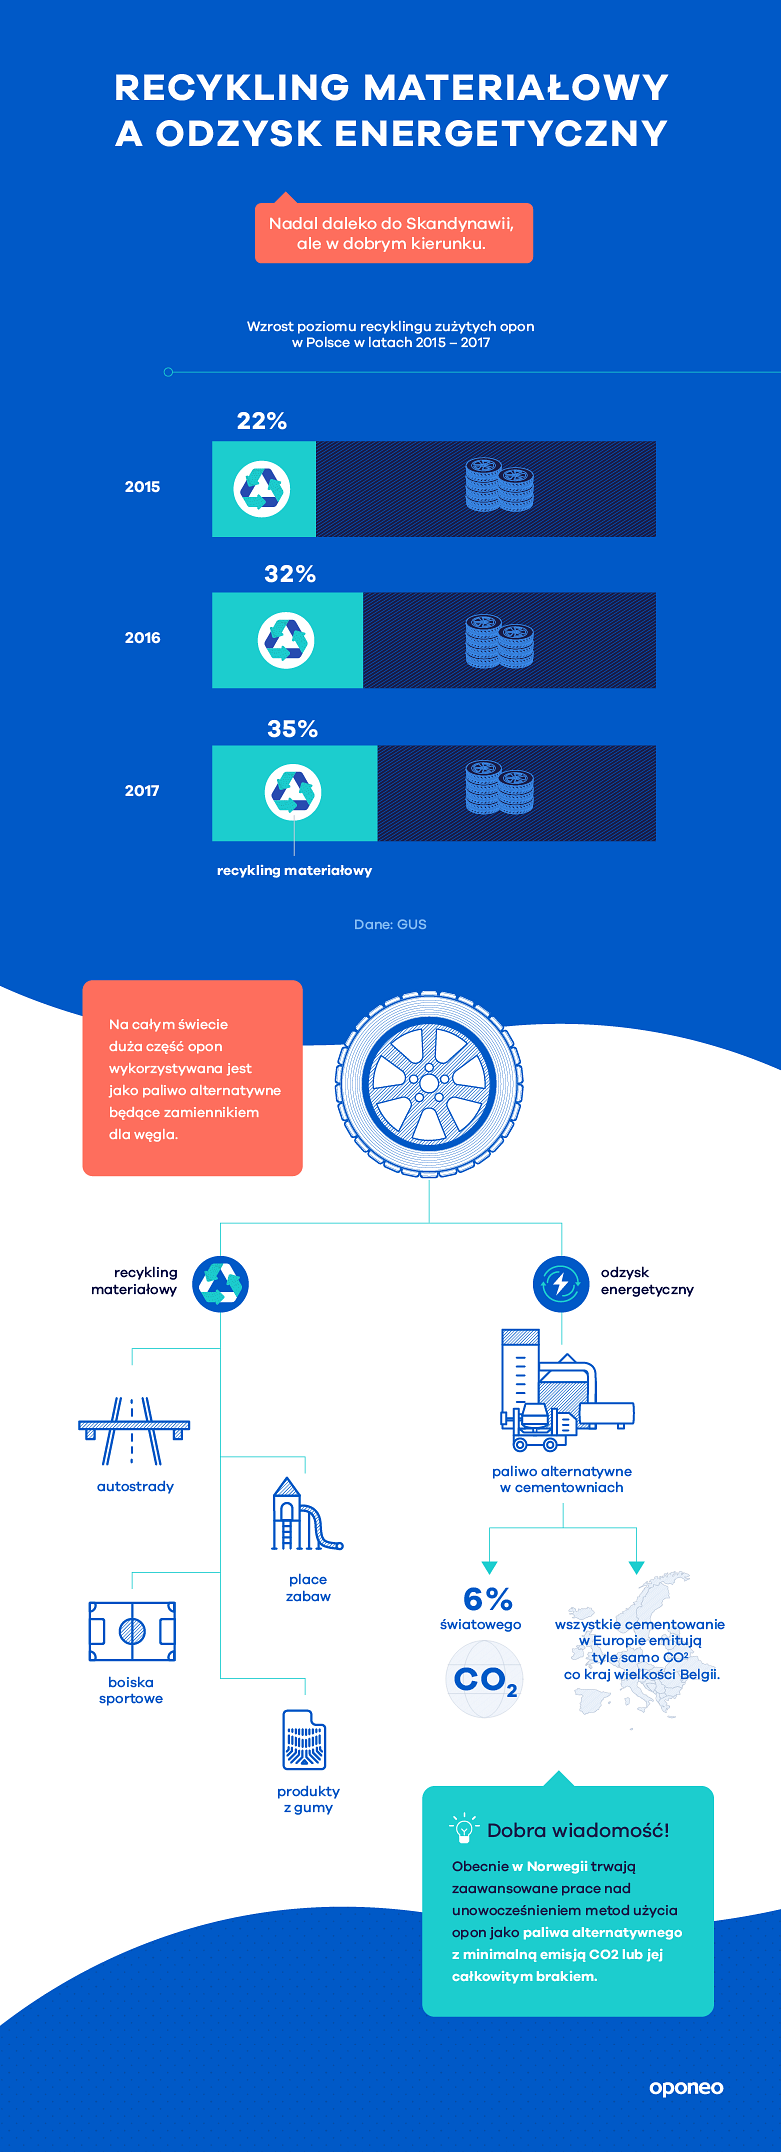 RECYKLING MATERIAŁOWY
A ODZYSK ENERGETYCZNY
Nadal daleko do Skandynawii,
ale w dobrym kierunku.
Wzrost poziomu recyklingu zużytych opon
w Polsce w latach 2015 – 2017
22%
2015
32%
2016
35%
2017
recykling materiałowy
Dane: GUS
Na całym świecie
duża część opon
wykorzystywana jest
jako paliwo alternatywne
będące zamiennikiem
dla węgla.
recykling
materiałowy
odzysk
energetyczny
autostrady
place
zabaw
boiska
sportowe
produkty
z gumy
paliwo alternatywne
w cementowniach
6%
światowego
CO₂
wszystkie cementowanie
w Europie emitują
tyle samo CO²
co kraj wielkości Belgii.
Dobra wiadomość!
Obecnie w Norwegii trwają
zaawansowane prace nad
unowocześnieniem metod użycia
opon jako paliwa alternatywnego
z minimalną emisją CO2 lub jej
całkowitym brakiem.
oponeo